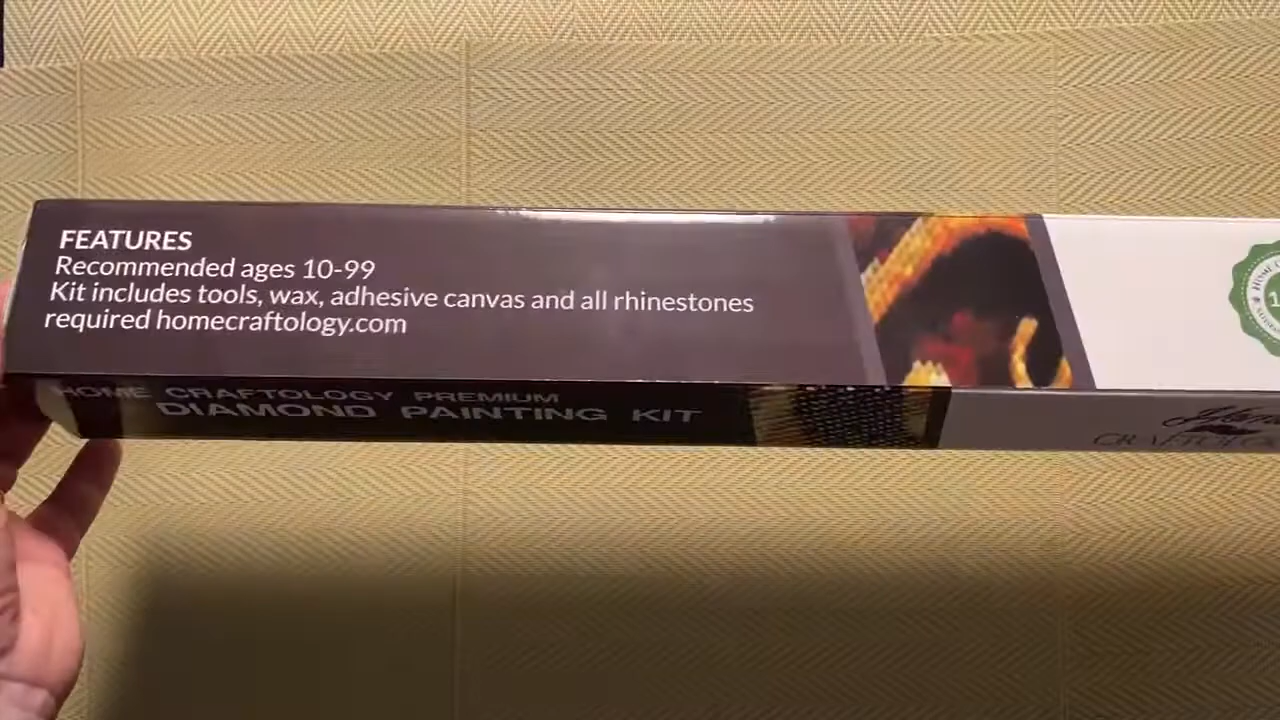 FEATURES
Recommended ages 10-99
Kit includes tools, wax, adhesive canvas and all rhinestones
required homecraftology.com
HOME CRAFTOLOGY PREMIUM
DIAMOND PAINTING KIT